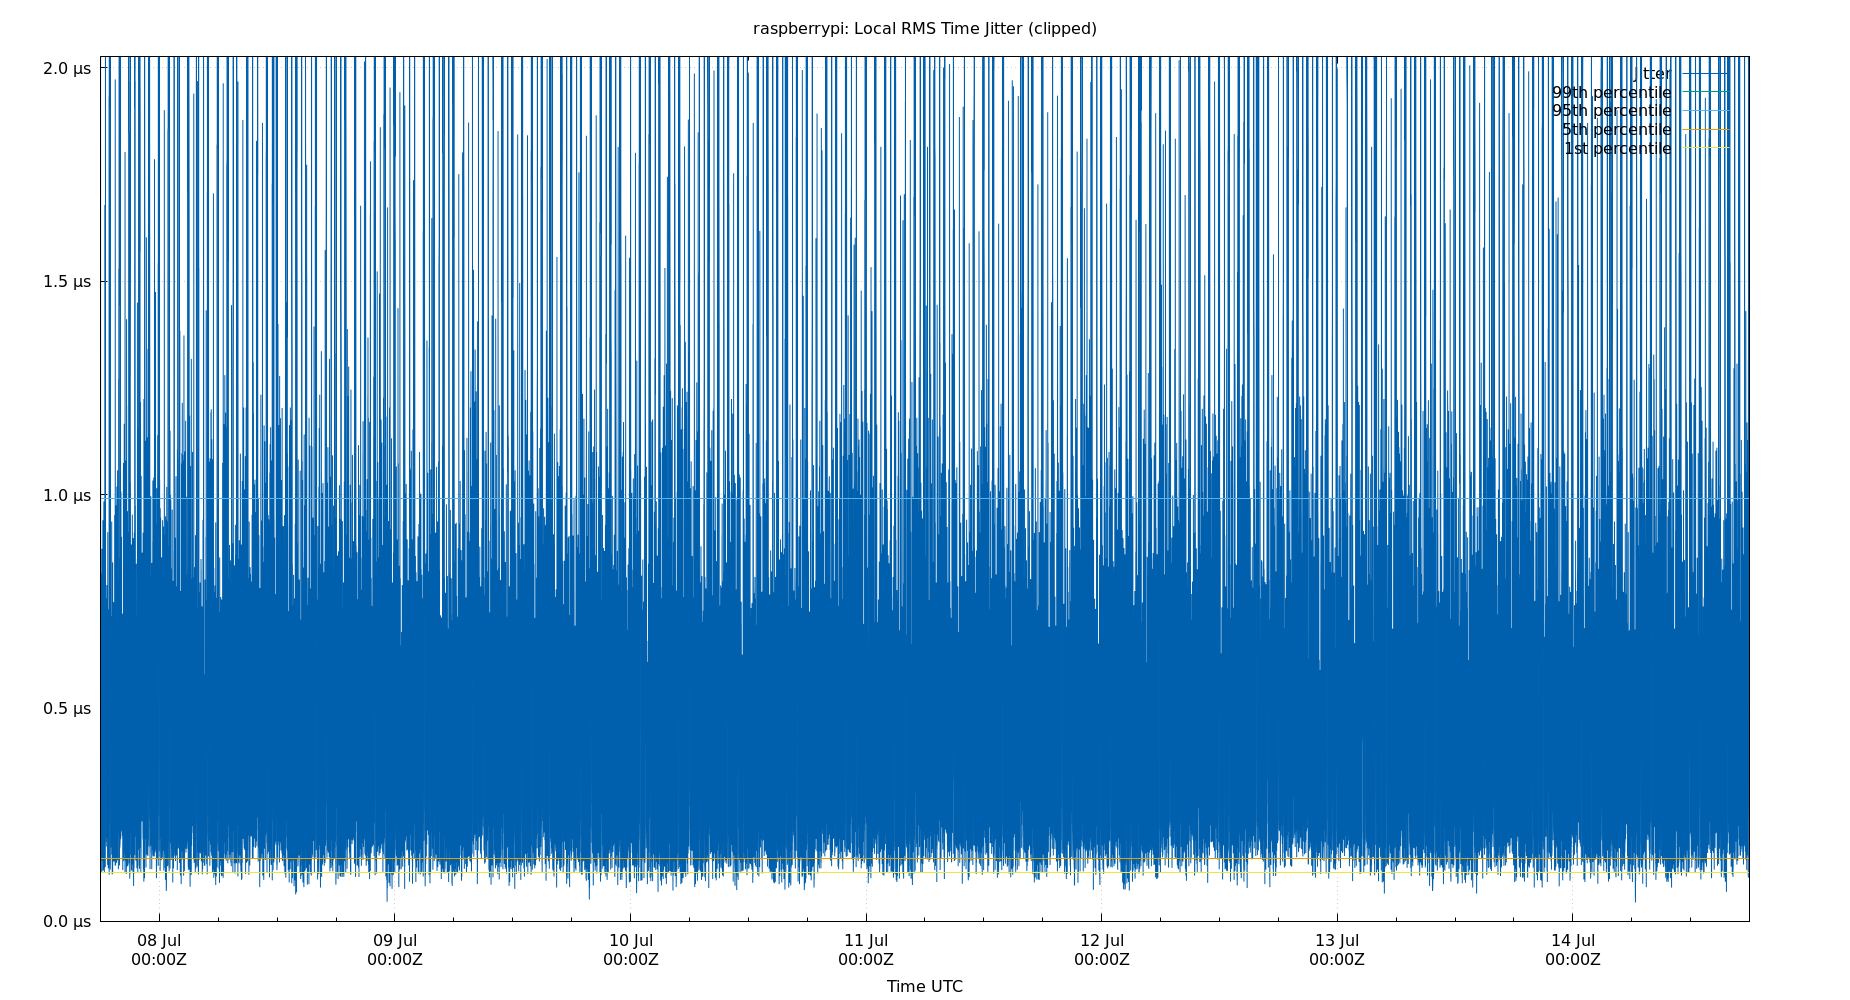 raspberrypi: Local RMS Time Jitter (clipped)
2.0 µs
jitter
99th percentile
95th percentile
5th percentile
1st percentile
1.5 µs
1.0 µs
0.5 µs
0.0 µs
08 Jul 09 Jul 10 Jul 11 Jul 12 Jul 13 Jul 14 Jul
00:00Z 00:00Z 00:00Z 00:00Z 00:00Z 00:00Z 00:00Z
Time UTC